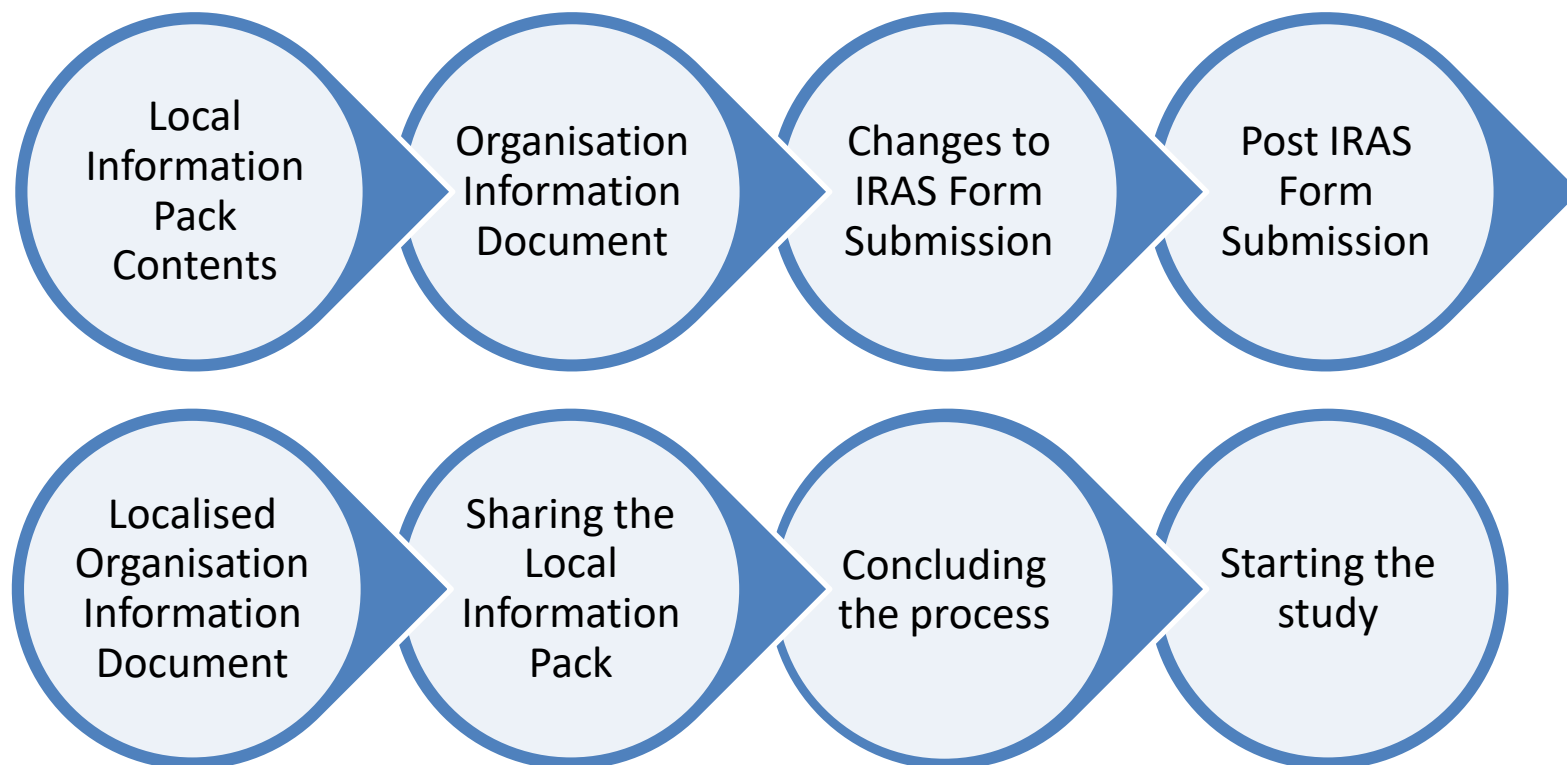 Local
Information
Pack
Contents
Organisation
Information
Document
Changes to
IRAS Form
Submission
Post IRAS
Form
Submission
Localised
Organisation
Information
Document
Sharing the
Local
Information
Pack
Concluding
the process
Starting the
study